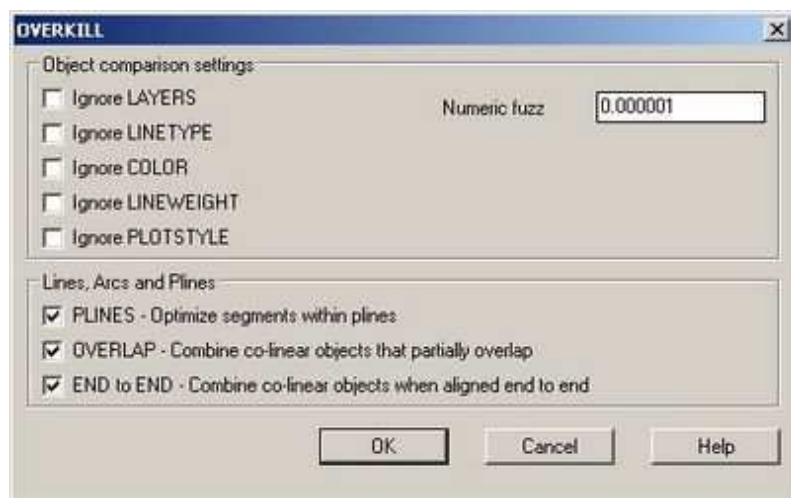 OVERKILL
Object comparison settings
Ignore LAYERS
Numeric fuzz 0.000001
Ignore LINETYPE
Ignore COLOR
Ignore LINEWEIGHT
Ignore PLOTSTYLE
Lines, Arcs and Plines
PLINES - Optimize segments within plines
OVERLAP - Combine co-linear objects that partially overlap
END to END - Combine co-linear objects when aligned end to end
OK Cancel Help